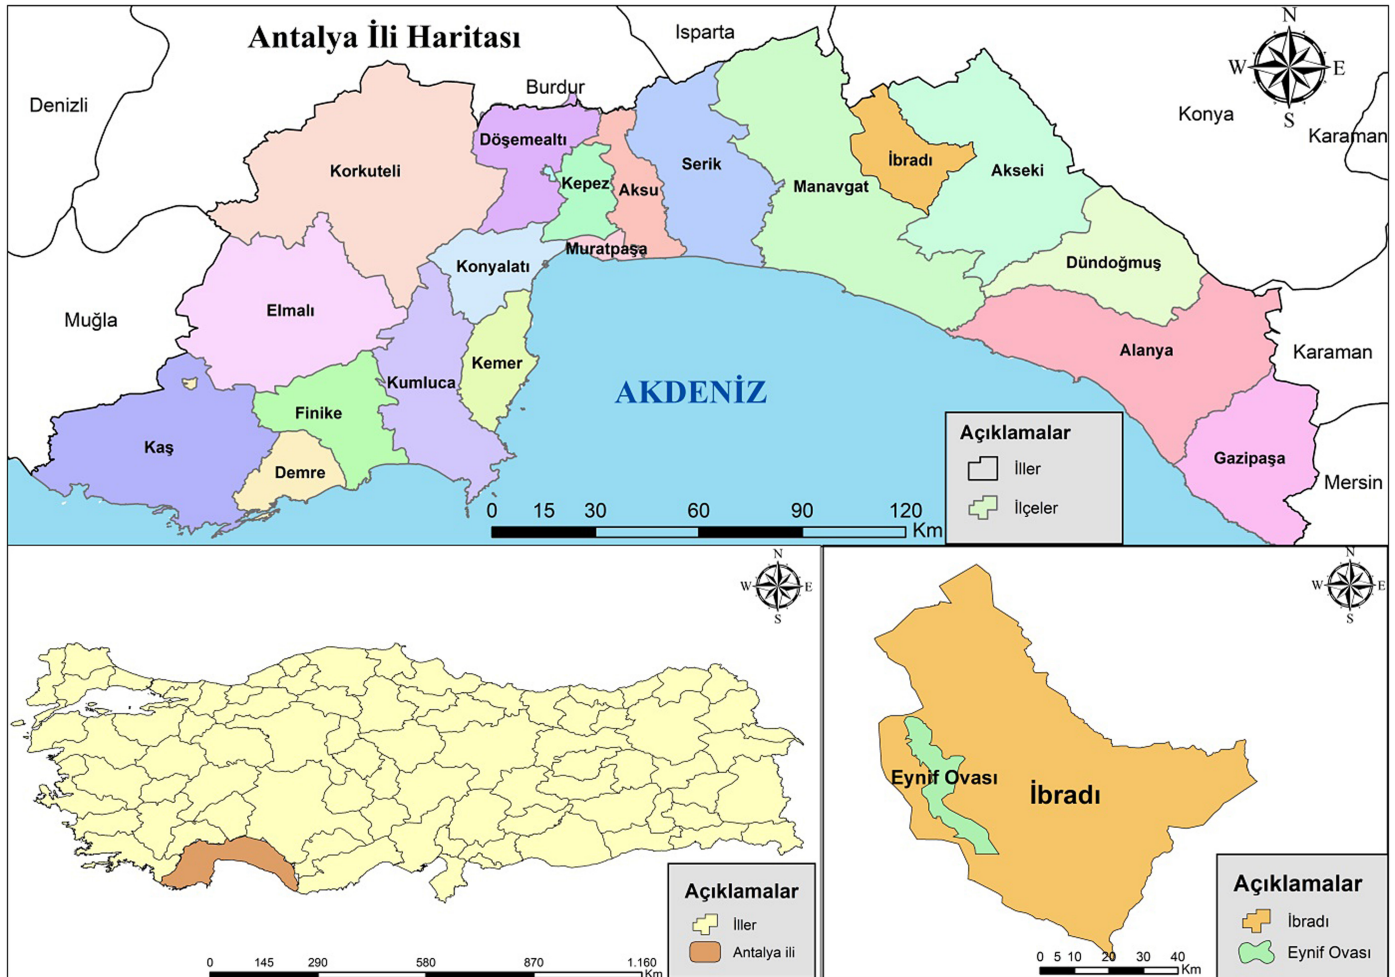 Antalya İli Haritası
Isparta
Burdur
Denizli
Konya
Karaman
Muğla
Karaman
Mersin
N
W E
S
Korkuteli
Döşemealtı
Kepez
Aksu
Serik
Manavgat
İbradı
Akseki
Muratpaşa
Konyalatı
Dündoğmuş
Elmalı
Alanya
Kemer
Kumluca
Finike
Kaş
Demre
Gazipaşa
AKDENİZ
Açıklamalar
İller
İlçeler
0 15 30 60 90 120
Km
N
W E
S
Açıklamalar
İller
Antalya ili
0 145 290 580 870 1.160
Km
N
W E
S
Eynif Ovası
İbradı
Açıklamalar
İbradı
Eynif Ovası
0 5 10 20 30 40
Km